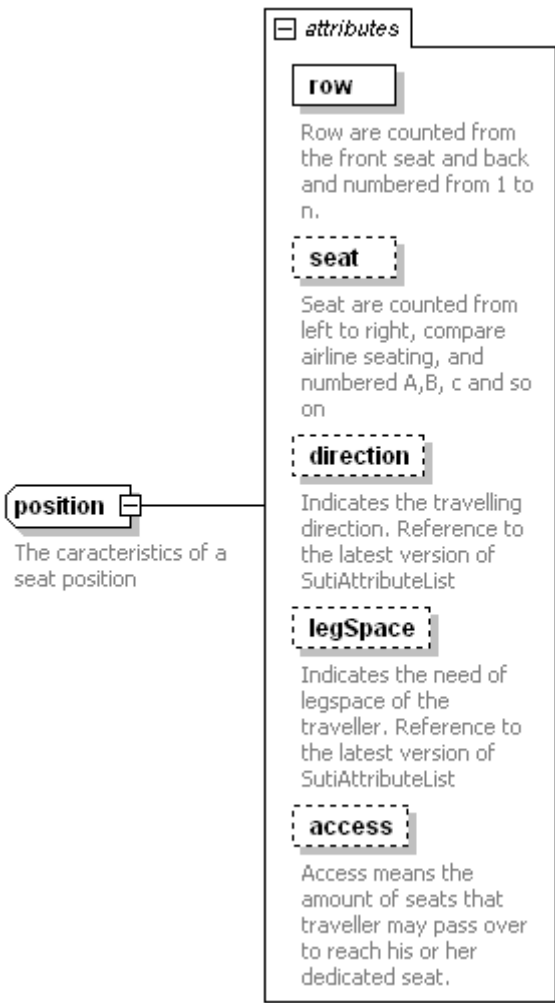 attributes
row
Row are counted from
the front seat and back
and numbered from 1 to
n.
seat
Seat are counted from
left to right, compare
airline seating, and
numbered A,B, c and so
on
direction
Indicates the travelling
direction. Reference to
the latest version of
SutiAttributeList
position
The caracteristics of a
seat position
legSpace
Indicates the need of
legspace of the
traveller. Reference to
the latest version of
SutiAttributeList
access
Access means the
amount of seats that
traveller may pass over
to reach his or her
dedicated seat.